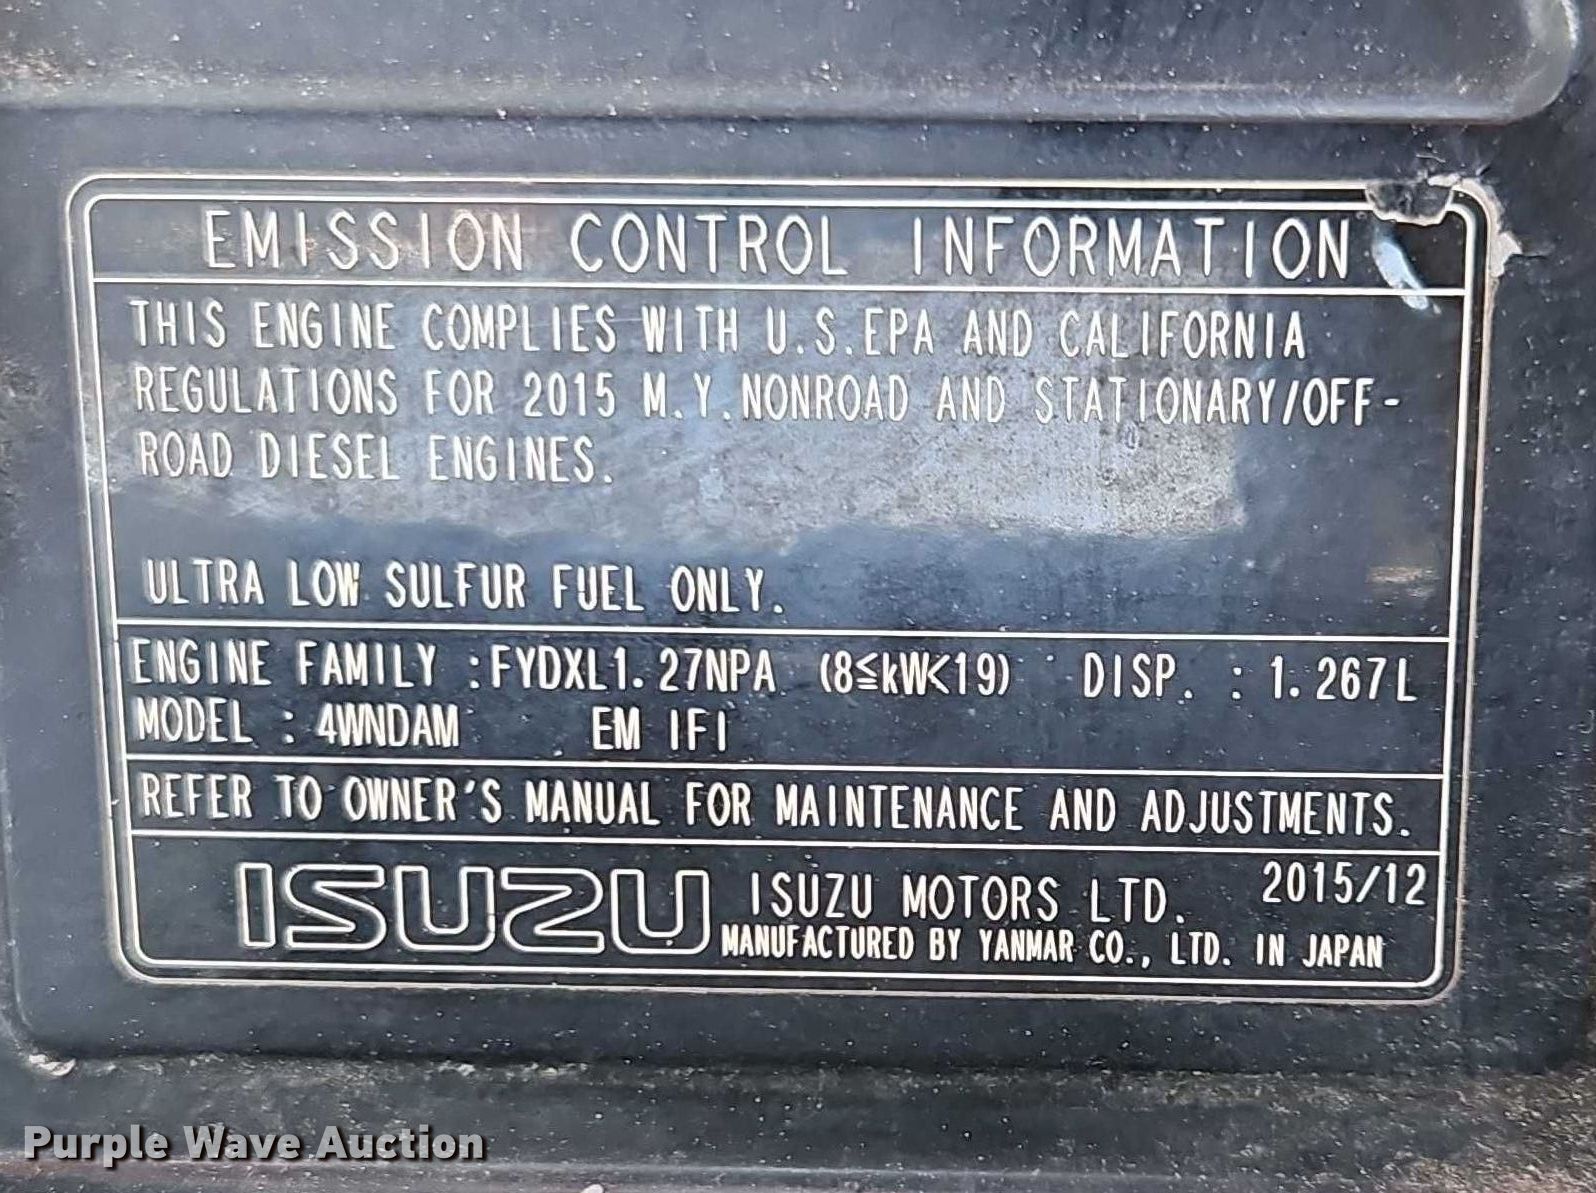 EMISSION CONTROL INFORMATION
THIS ENGINE COMPLIES WITH U.S.EPA AND CALIFORNIA
REGULATIONS FOR 2015 M.Y.NONROAD AND STATIONARY/OFF-
ROAD DIESEL ENGINES.
ULTRA LOW SULFUR FUEL ONLY.
ENGINE FAMILY :FYDXL1.27NPA (8≦kW<19) DISP. : 1.267L
MODEL : 4WNDAM EM IFI
REFER TO OWNER'S MANUAL FOR MAINTENANCE AND ADJUSTMENTS.
ISUZU ISUZU MOTORS LTD. 2015/12
MANUFACTURED BY YANMAR CO., LTD. IN JAPAN
Purple Wave Auction